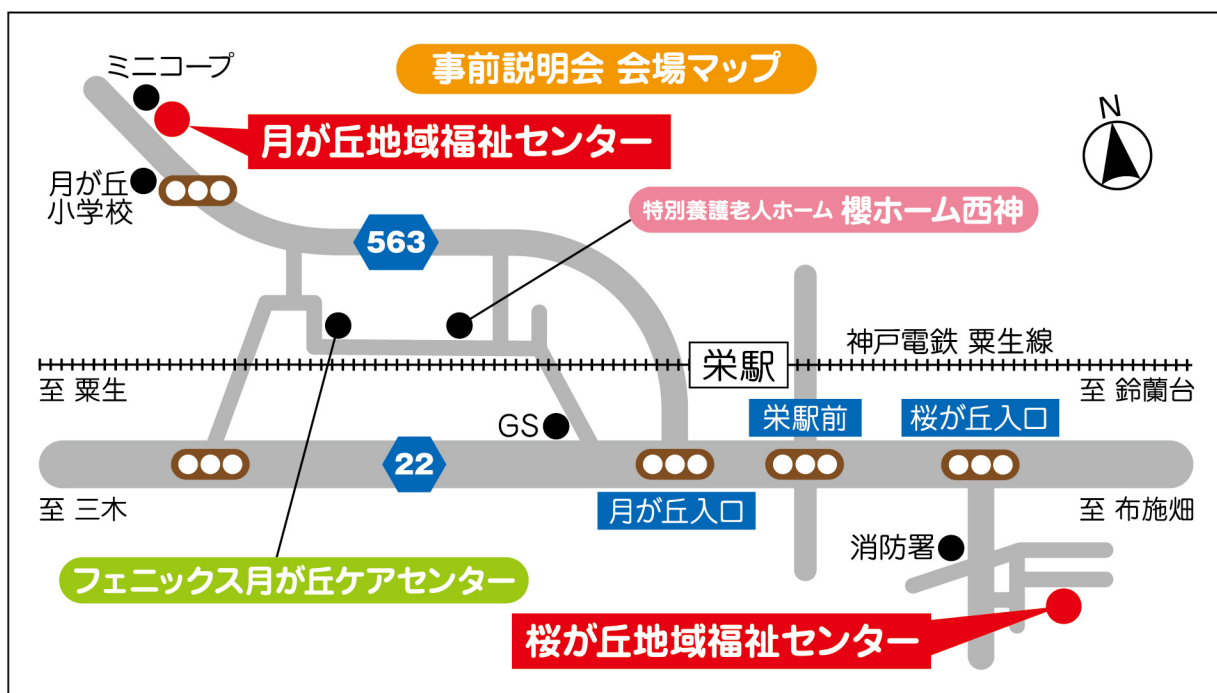 事前説明会 会場マップ
ミニコープ
月が丘地域福祉センター
N
月が丘
小学校
特別養護老人ホーム 櫻ホーム西神
563
神戸電鉄 粟生線
栄駅
至 粟生
至 鈴蘭台
GS
栄駅前
桜が丘入口
22
至 三木
月が丘入口
至 布施畑
消防署
フェニックス月が丘ケアセンター
桜が丘地域福祉センター